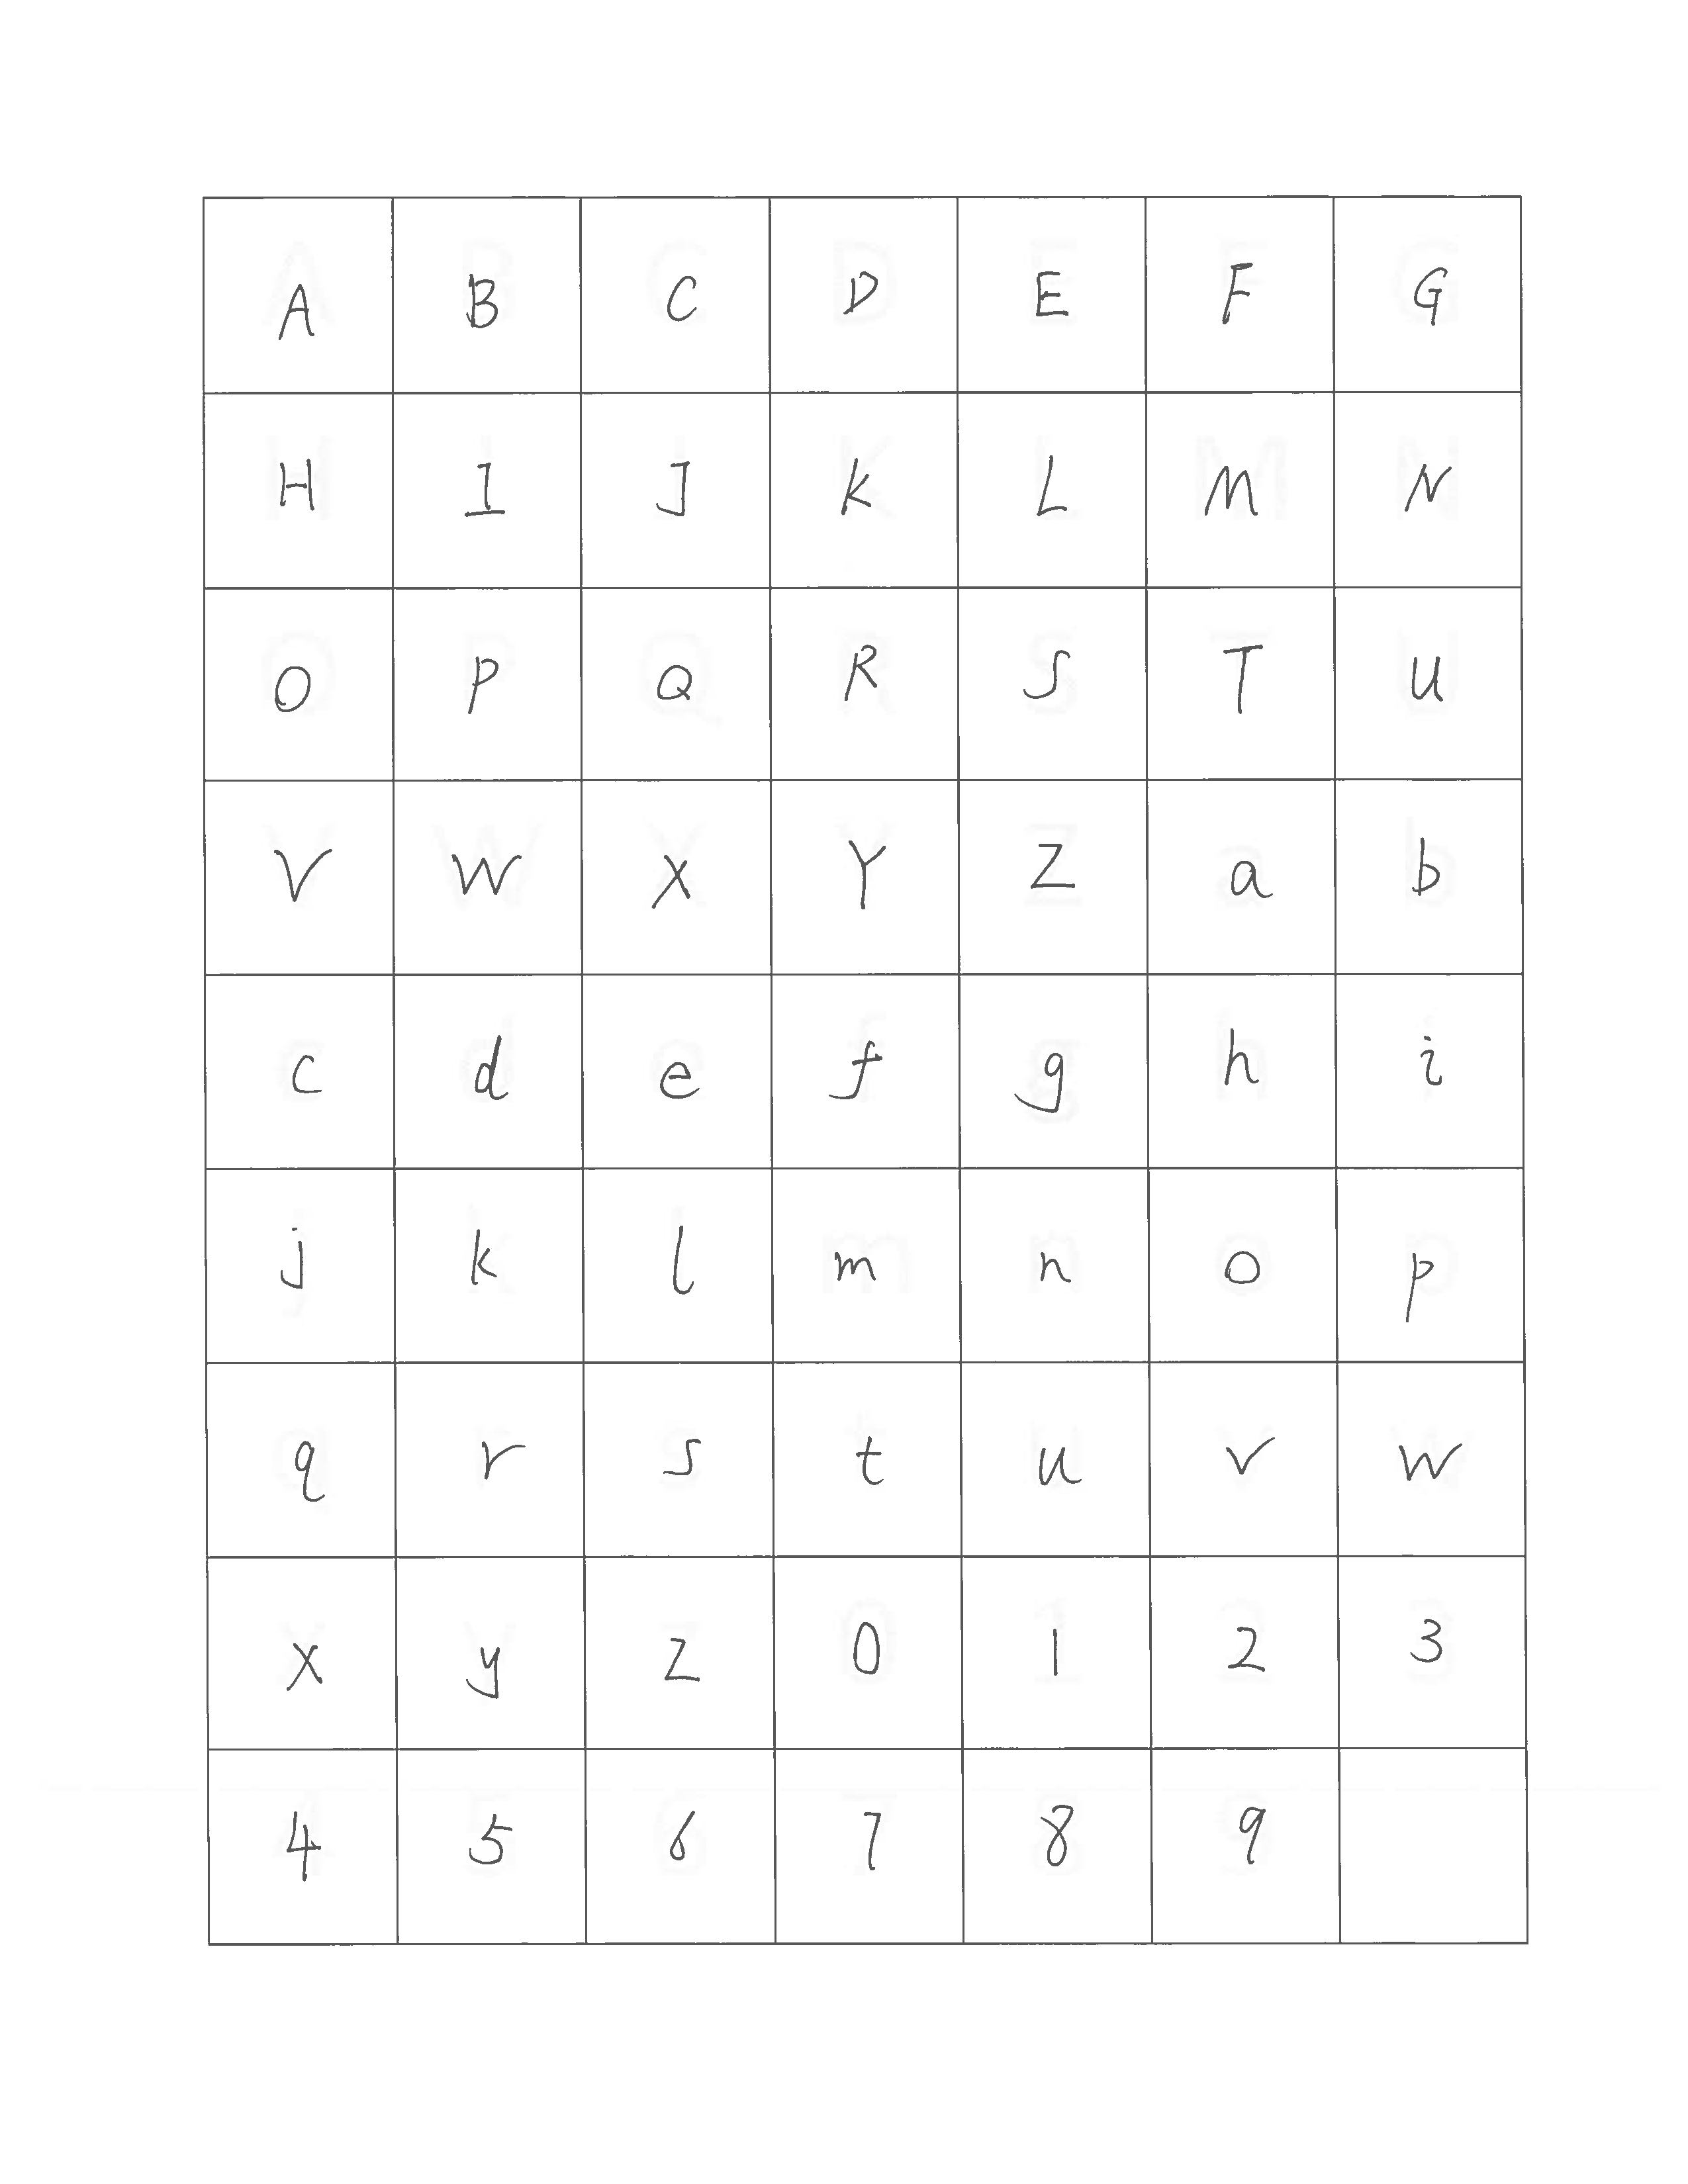 A B C D E F G
H I J K L M N
O P Q R S T U
V W X Y Z a b
c d e f g h i
j k l m n o p
q r s t u v w
x y z 0 1 2 3
4 5 6 7 8 9